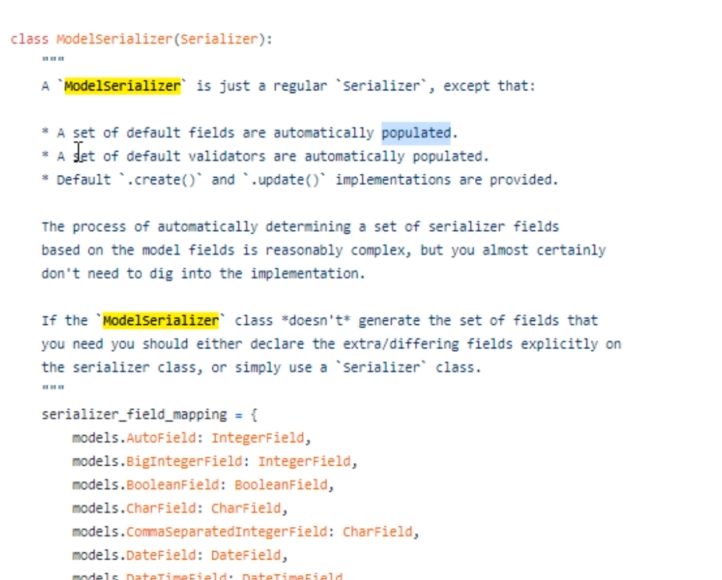 class ModelSerializer(Serializer):
"""
A `ModelSerializer` is just a regular `Serializer`, except that:
* A set of default fields are automatically populated.
* A set of default validators are automatically populated.
* Default `.create()` and `.update()` implementations are provided.
The process of automatically determining a set of serializer fields
based on the model fields is reasonably complex, but you almost certainly
don't need to dig into the implementation.
If the `ModelSerializer` class *doesn't* generate the set of fields that
you need you should either declare the extra/differing fields explicitly on
the serializer class, or simply use a `Serializer` class.
"""
serializer_field_mapping = {
models.AutoField: IntegerField,
models.BigIntegerField: IntegerField,
models.BooleanField: BooleanField,
models.CharField: CharField,
models.CommaSeparatedIntegerField: CharField,
models.DateField: DateField,
models.DateTimeField: DateTimeField,